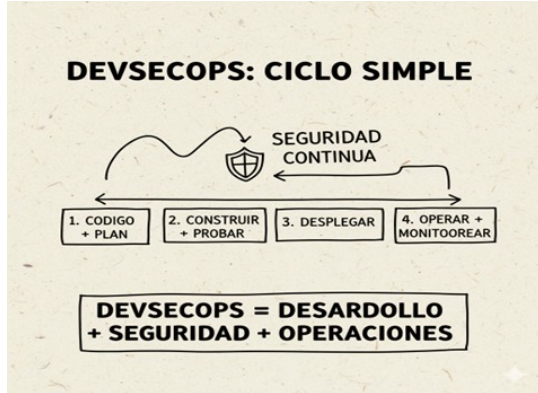 DEVSECOPS: CICLO SIMPLE
SEGURIDAD
CONTINUA
1. CODIGO
+ PLAN
2. CONSTRUIR
+ PROBAR
3. DESPLEGAR
4. OPERAR +
MONITOOREAR
DEVSECOPS = DESARDOLLO
+ SEGURIDAD + OPERACIONES